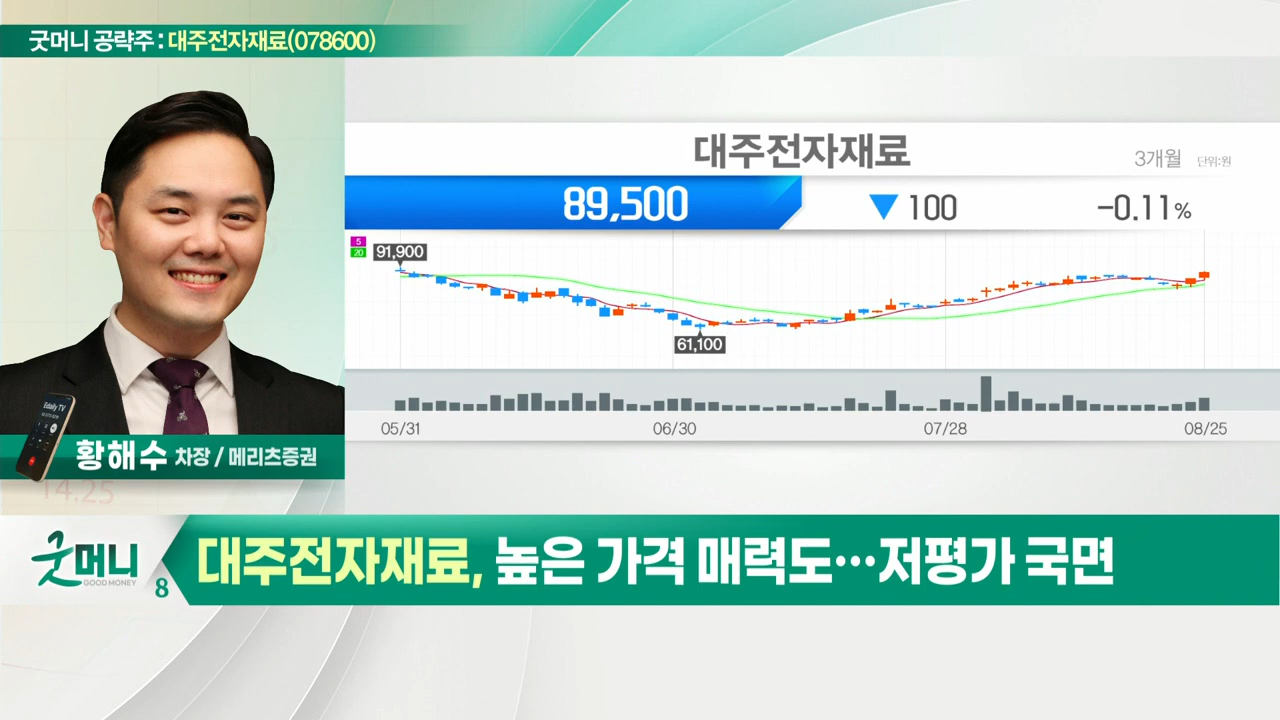 굿머니 공략주 : 대주전자재료(078600)
대주전자재료
3개월 단위:원
89,500 ▼ 100 -0.11%
5
20
91,900
61,100
05/31 06/30 07/28 08/25
Edaily TV
황해수 차장 / 메리츠증권
14.25
굿머니
GOOD MONEY
8
대주전자재료, 높은 가격 매력도…저평가 국면